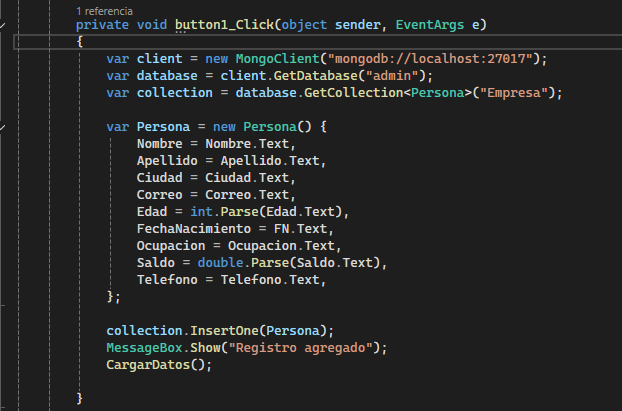 1 referencia
private void button1_Click(object sender, EventArgs e)
{
var client = new MongoClient("mongodb://localhost:27017");
var database = client.GetDatabase("admin");
var collection = database.GetCollection<Persona>("Empresa");
var Persona = new Persona() {
Nombre = Nombre.Text,
Apellido = Apellido.Text,
Ciudad = Ciudad.Text,
Correo = Correo.Text,
Edad = int.Parse(Edad.Text),
FechaNacimiento = FN.Text,
Ocupacion = Ocupacion.Text,
Saldo = double.Parse(Saldo.Text),
Telefono = Telefono.Text,
};
collection.InsertOne(Persona);
MessageBox.Show("Registro agregado");
CargarDatos();
}